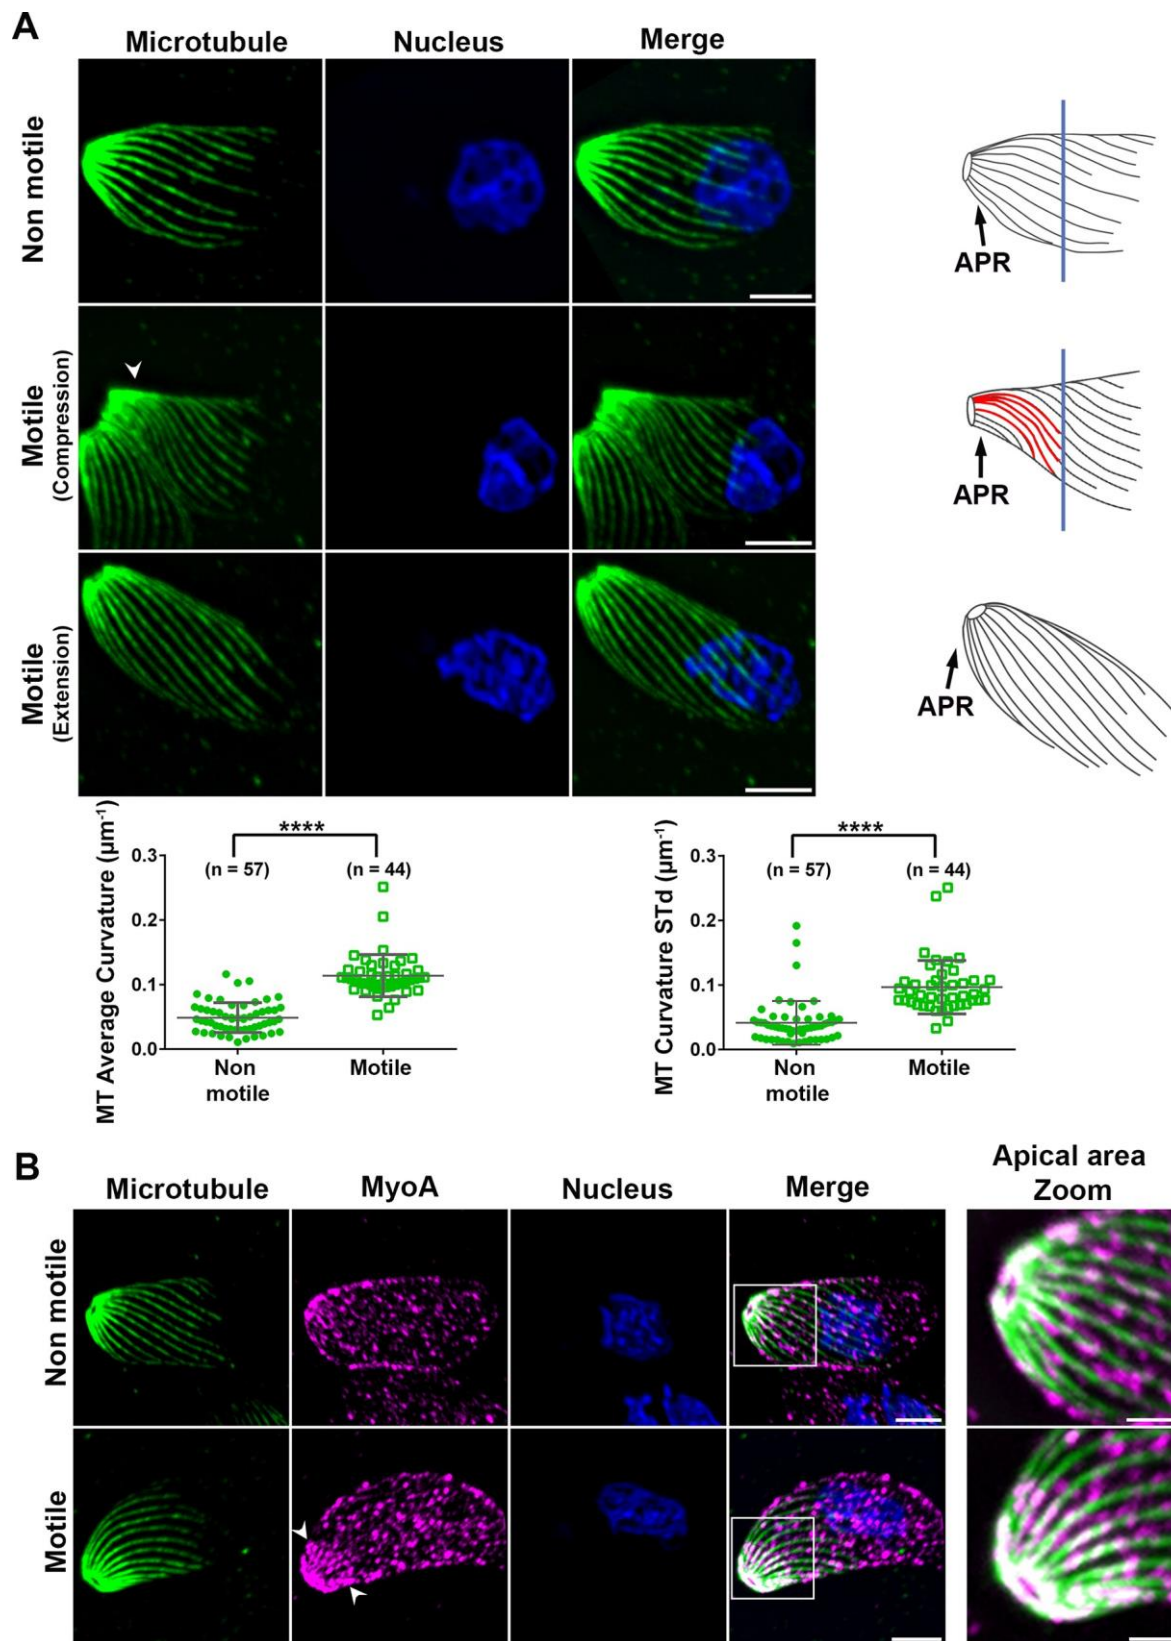 A
Microtubule Nucleus Merge
Non motile
APR
Motile
(Compression)
APR
Motile
(Extension)
APR
MT Average Curvature (µm⁻¹)
****
0.3
(n = 57) (n = 44)
0.2
0.1
0.0
Non
motile
Motile
MT Curvature STd (µm⁻¹)
****
0.3
(n = 57) (n = 44)
0.2
0.1
0.0
Non
motile
Motile
B
Microtubule MyoA Nucleus Merge
Apical area
Zoom
Non motile
Motile